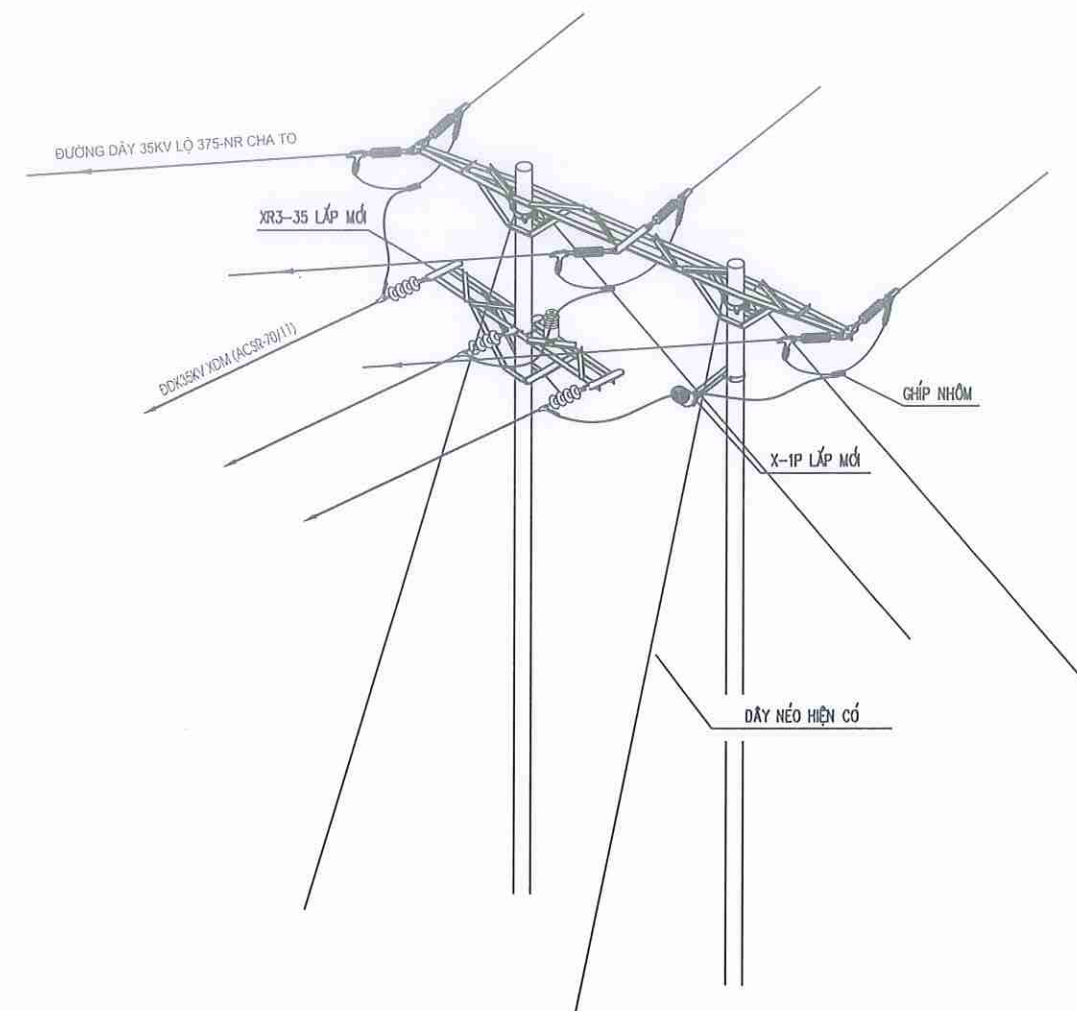 ĐƯỜNG DÂY 35KV LỘ 375-NR CHA TO
XR3-35 LẮP MỚI
ĐDK35KV XDM (ACSR-70/11)
GHÍP NHÔM
X-1P LẮP MỚI
DÂY NÉO HIỆN CÓ